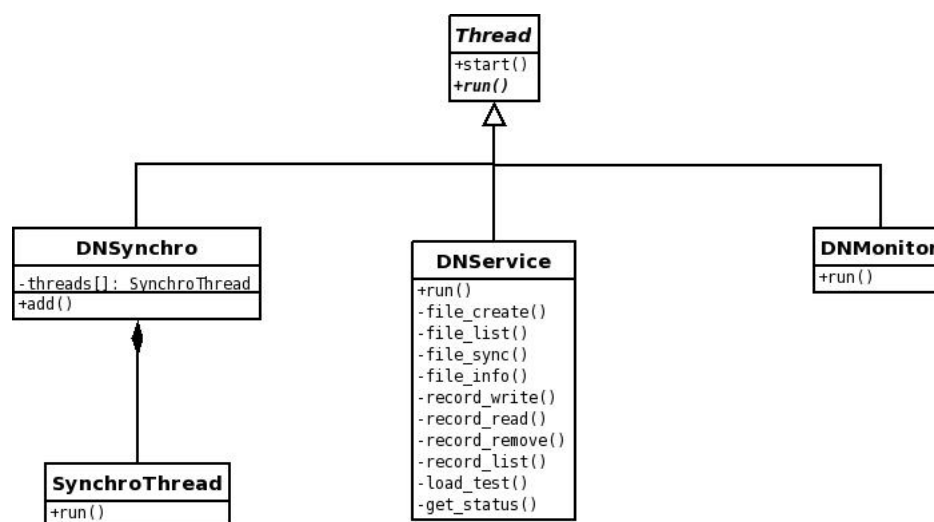 Thread
+start()
+run()
DNSynchro
-threads[]: SynchroThread
+add()
DNService
+run()
-file_create()
-file_list()
-file_sync()
-file_info()
-record_write()
-record_read()
-record_remove()
-record_list()
-load_test()
-get_status()
DNMonitor
+run()
SynchroThread
+run()